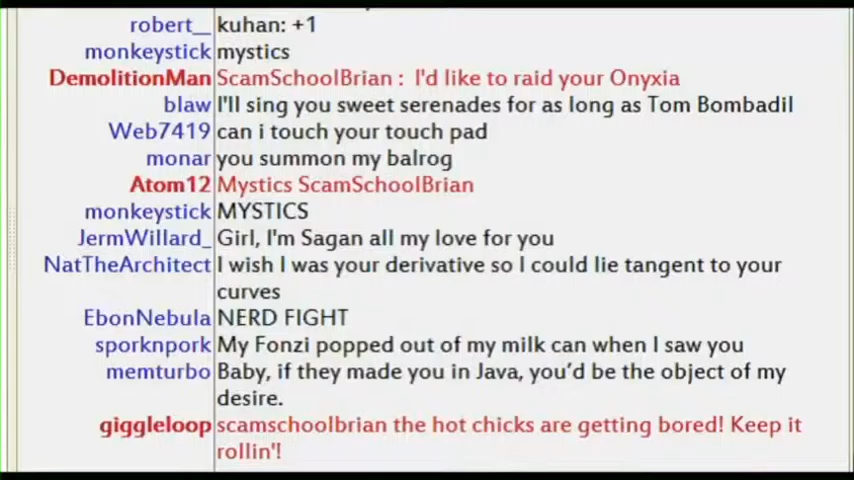 robert__ kuhan: +1
monkeystick mystics
DemolitionMan ScamSchoolBrian : I'd like to raid your Onyxia
blaw I'll sing you sweet serenades for as long as Tom Bombadil
Web7419 can i touch your touch pad
monar you summon my balrog
Atom12 Mystics ScamSchoolBrian
monkeystick MYSTICS
JermWillard_ Girl, I'm Sagan all my love for you
NatTheArchitect I wish I was your derivative so I could lie tangent to your
curves
EbonNebula NERD FIGHT
sporknpork My Fonzi popped out of my milk can when I saw you
memturbo Baby, if they made you in Java, you'd be the object of my
desire.
giggleloop scamschoolbrian the hot chicks are getting bored! Keep it
rollin'!